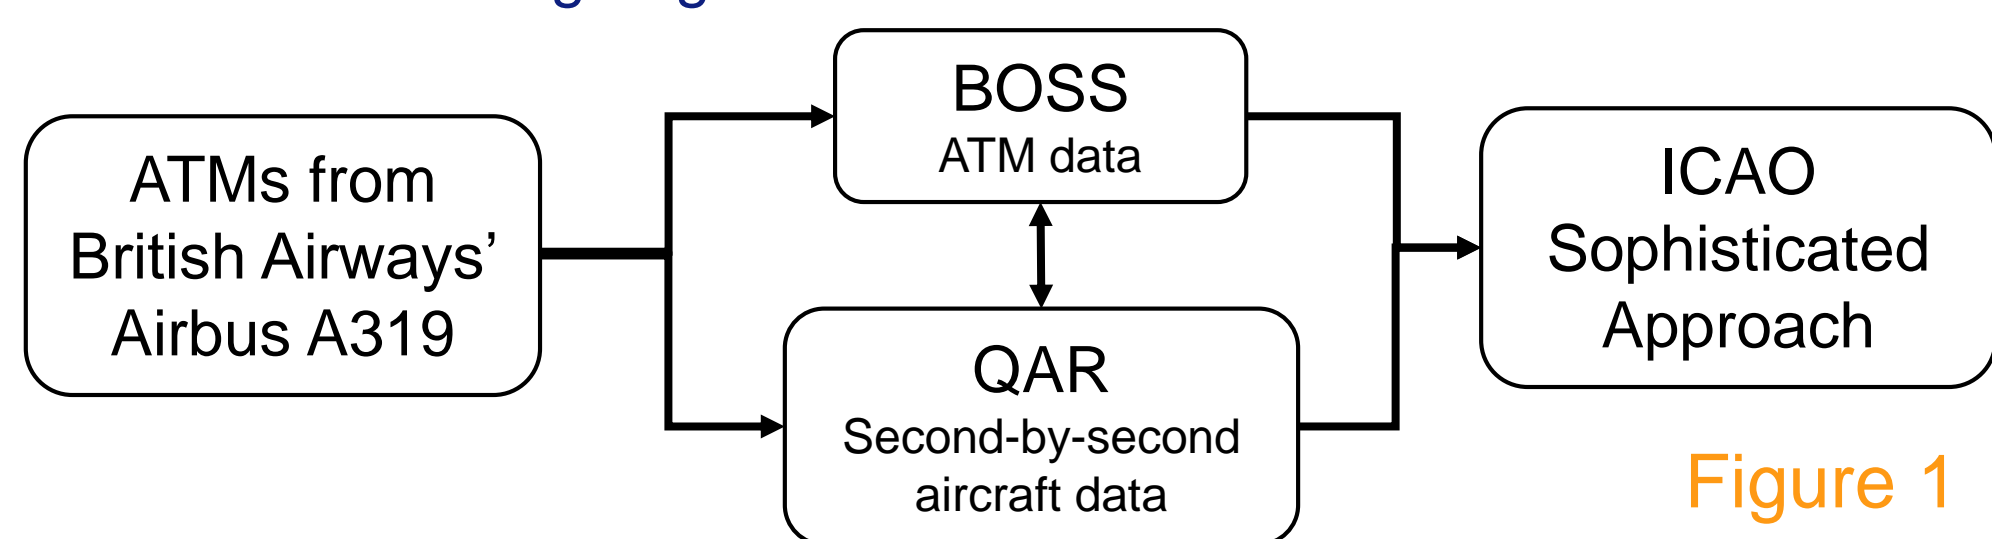 ATMs from
British Airways’
Airbus A319
BOSS
ATM data
QAR
Second-by-second
aircraft data
ICAO
Sophisticated
Approach
Figure 1